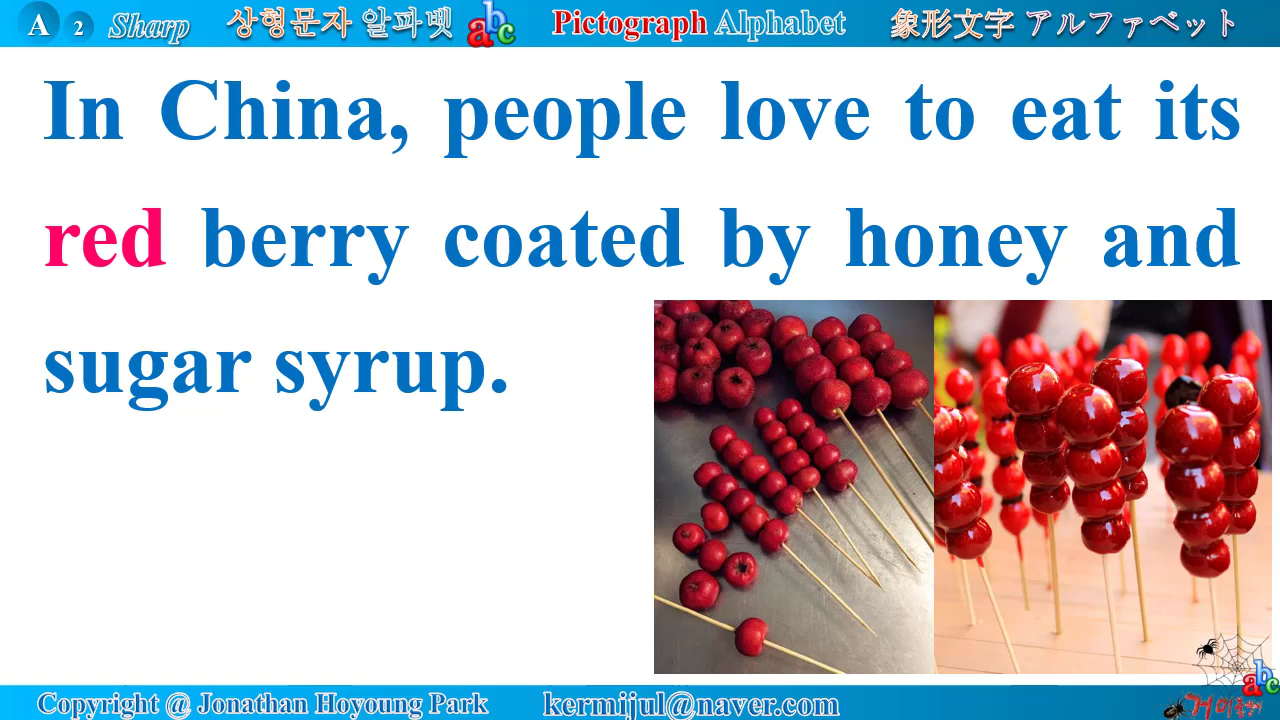 A 2 Sharp 상형문자 알파벳 abc Pictograph Alphabet 象形文字 アルファベット
In China, people love to eat its
red berry coated by honey and
sugar syrup.
abc
Copyright @ Jonathan Hoyoung Park kermijul@naver.com